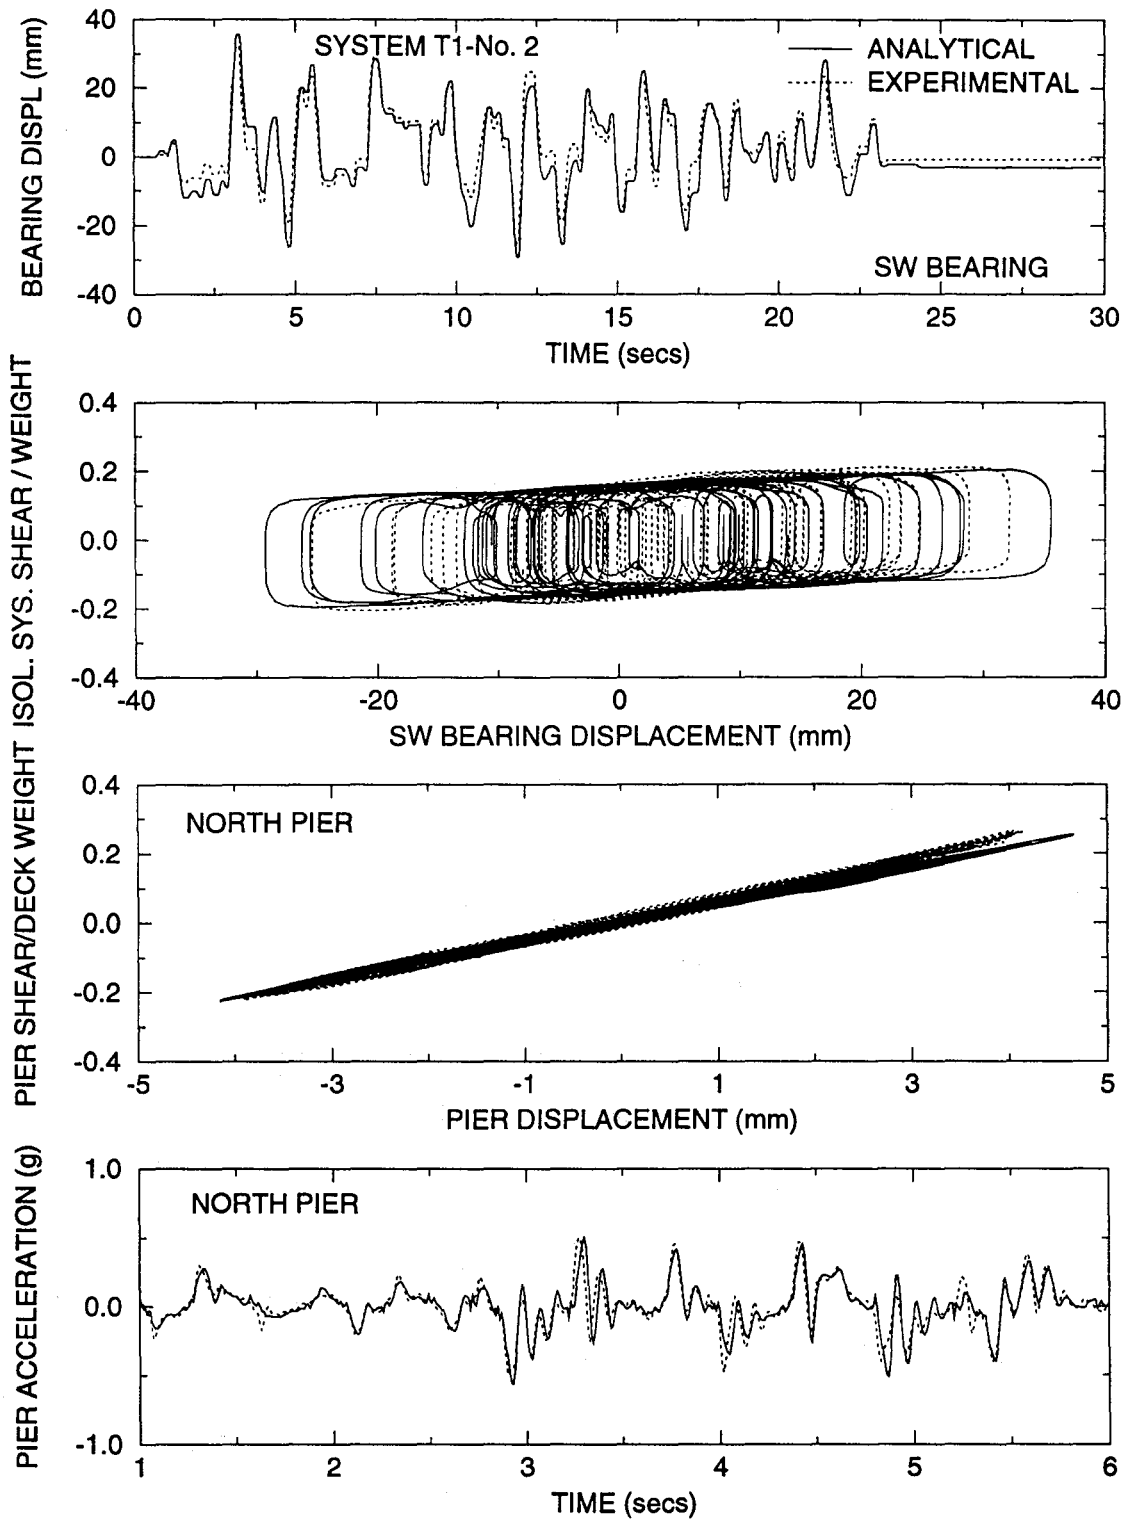 BEARING DISPL (mm)
40
20
0
-20
-40
SYSTEM T1-No. 2
ANALYTICAL
EXPERIMENTAL
SW BEARING
0 5 10 15 20 25 30
TIME (secs)
ISOL. SYS. SHEAR / WEIGHT
0.4
0.2
0.0
-0.2
-0.4
-40 -20 0 20 40
SW BEARING DISPLACEMENT (mm)
PIER SHEAR/DECK WEIGHT
0.4
0.2
0.0
-0.2
-0.4
NORTH PIER
-5 -3 -1 1 3 5
PIER DISPLACEMENT (mm)
PIER ACCELERATION (g)
1.0
0.0
-1.0
NORTH PIER
1 2 3 4 5 6
TIME (secs)